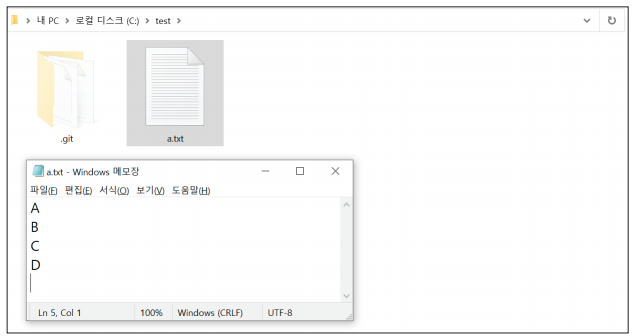 내 PC > 로컬 디스크 (C:) > test >
.git
a.txt
a.txt - Windows 메모장
파일(F) 편집(E) 서식(O) 보기(V) 도움말(H)
A
B
C
D
Ln 5, Col 1
100%
Windows (CRLF)
UTF-8